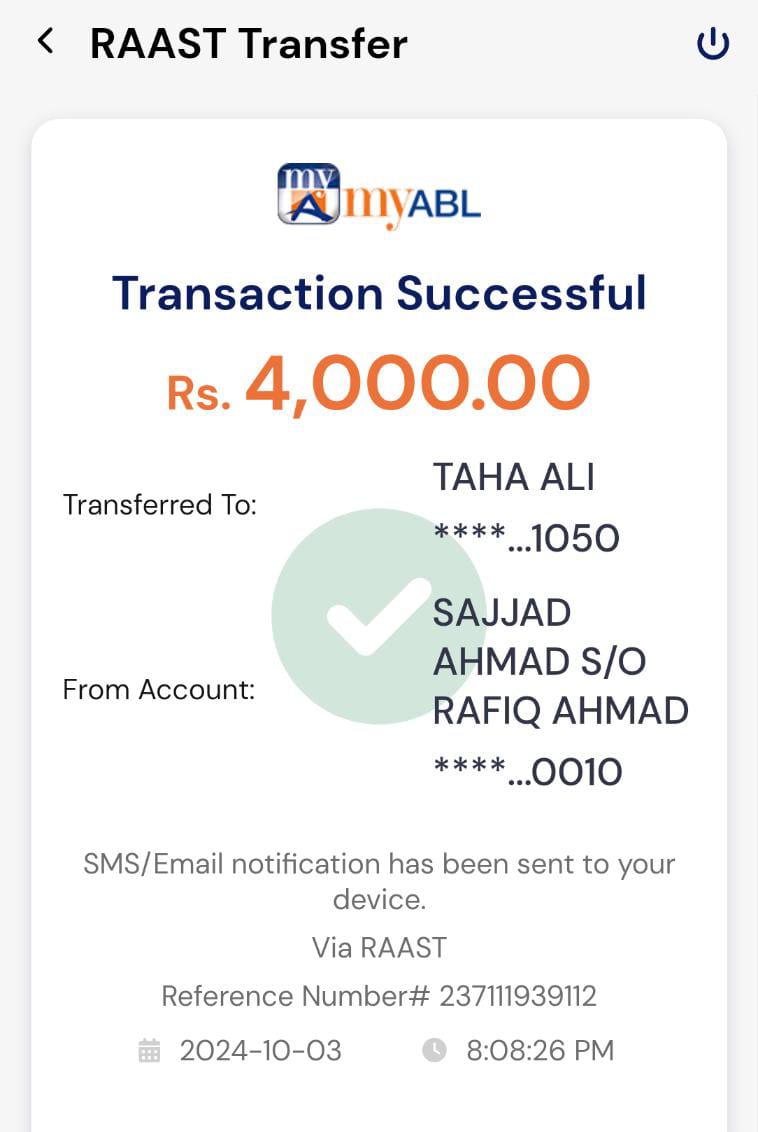 RAAST Transfer
my
A
myABL
Transaction Successful
Rs. 4,000.00
Transferred To:
TAHA ALI
****...1050
From Account:
SAJJAD
AHMAD S/O
RAFIQ AHMAD
****...0010
SMS/Email notification has been sent to your
device.
Via RAAST
Reference Number# 237111939112
2024-10-03
8:08:26 PM